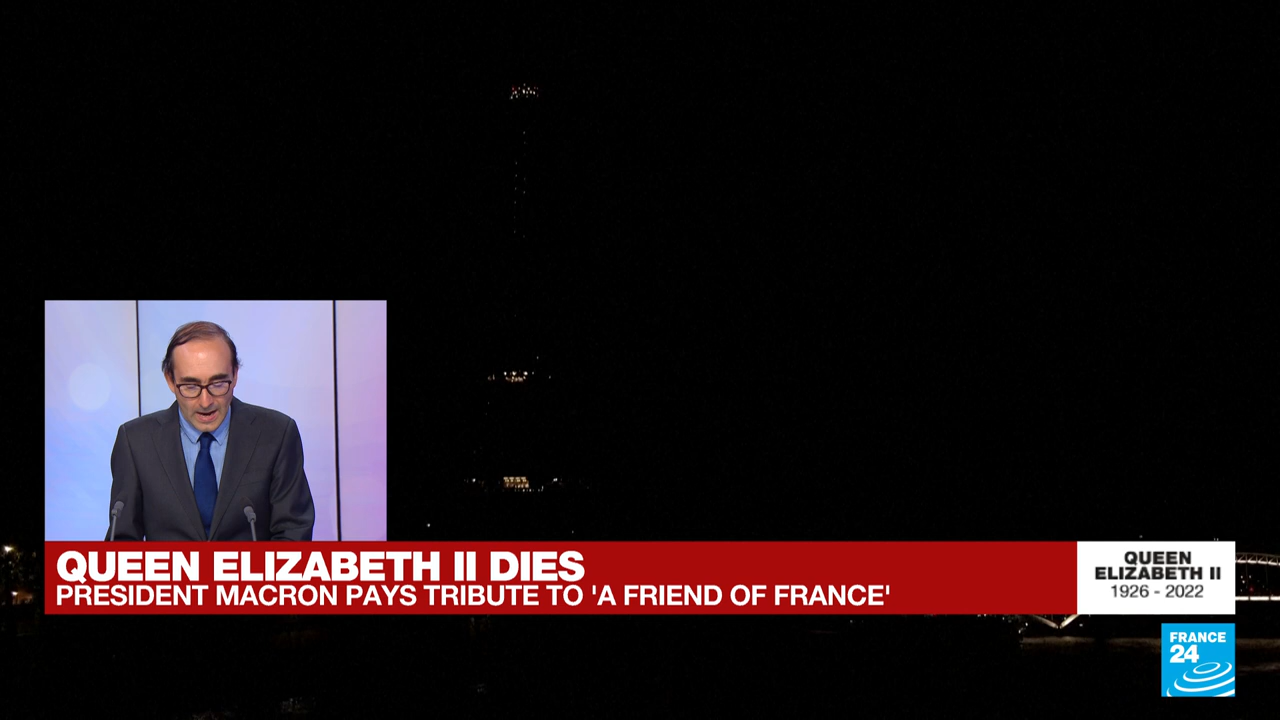 QUEEN ELIZABETH II DIES
PRESIDENT MACRON PAYS TRIBUTE TO 'A FRIEND OF FRANCE'
QUEEN
ELIZABETH II
1926 - 2022
FRANCE
24